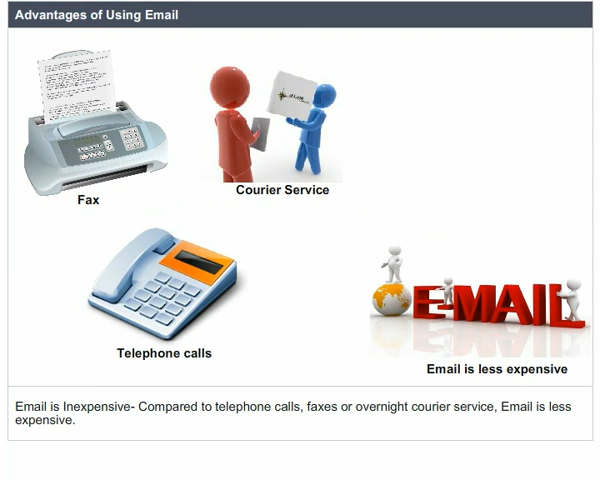 Advantages of Using Email
Fax
Courier Service
Telephone calls
E-MAIL
Email is less expensive
Email is Inexpensive- Compared to telephone calls, faxes or overnight courier service, Email is less
expensive.